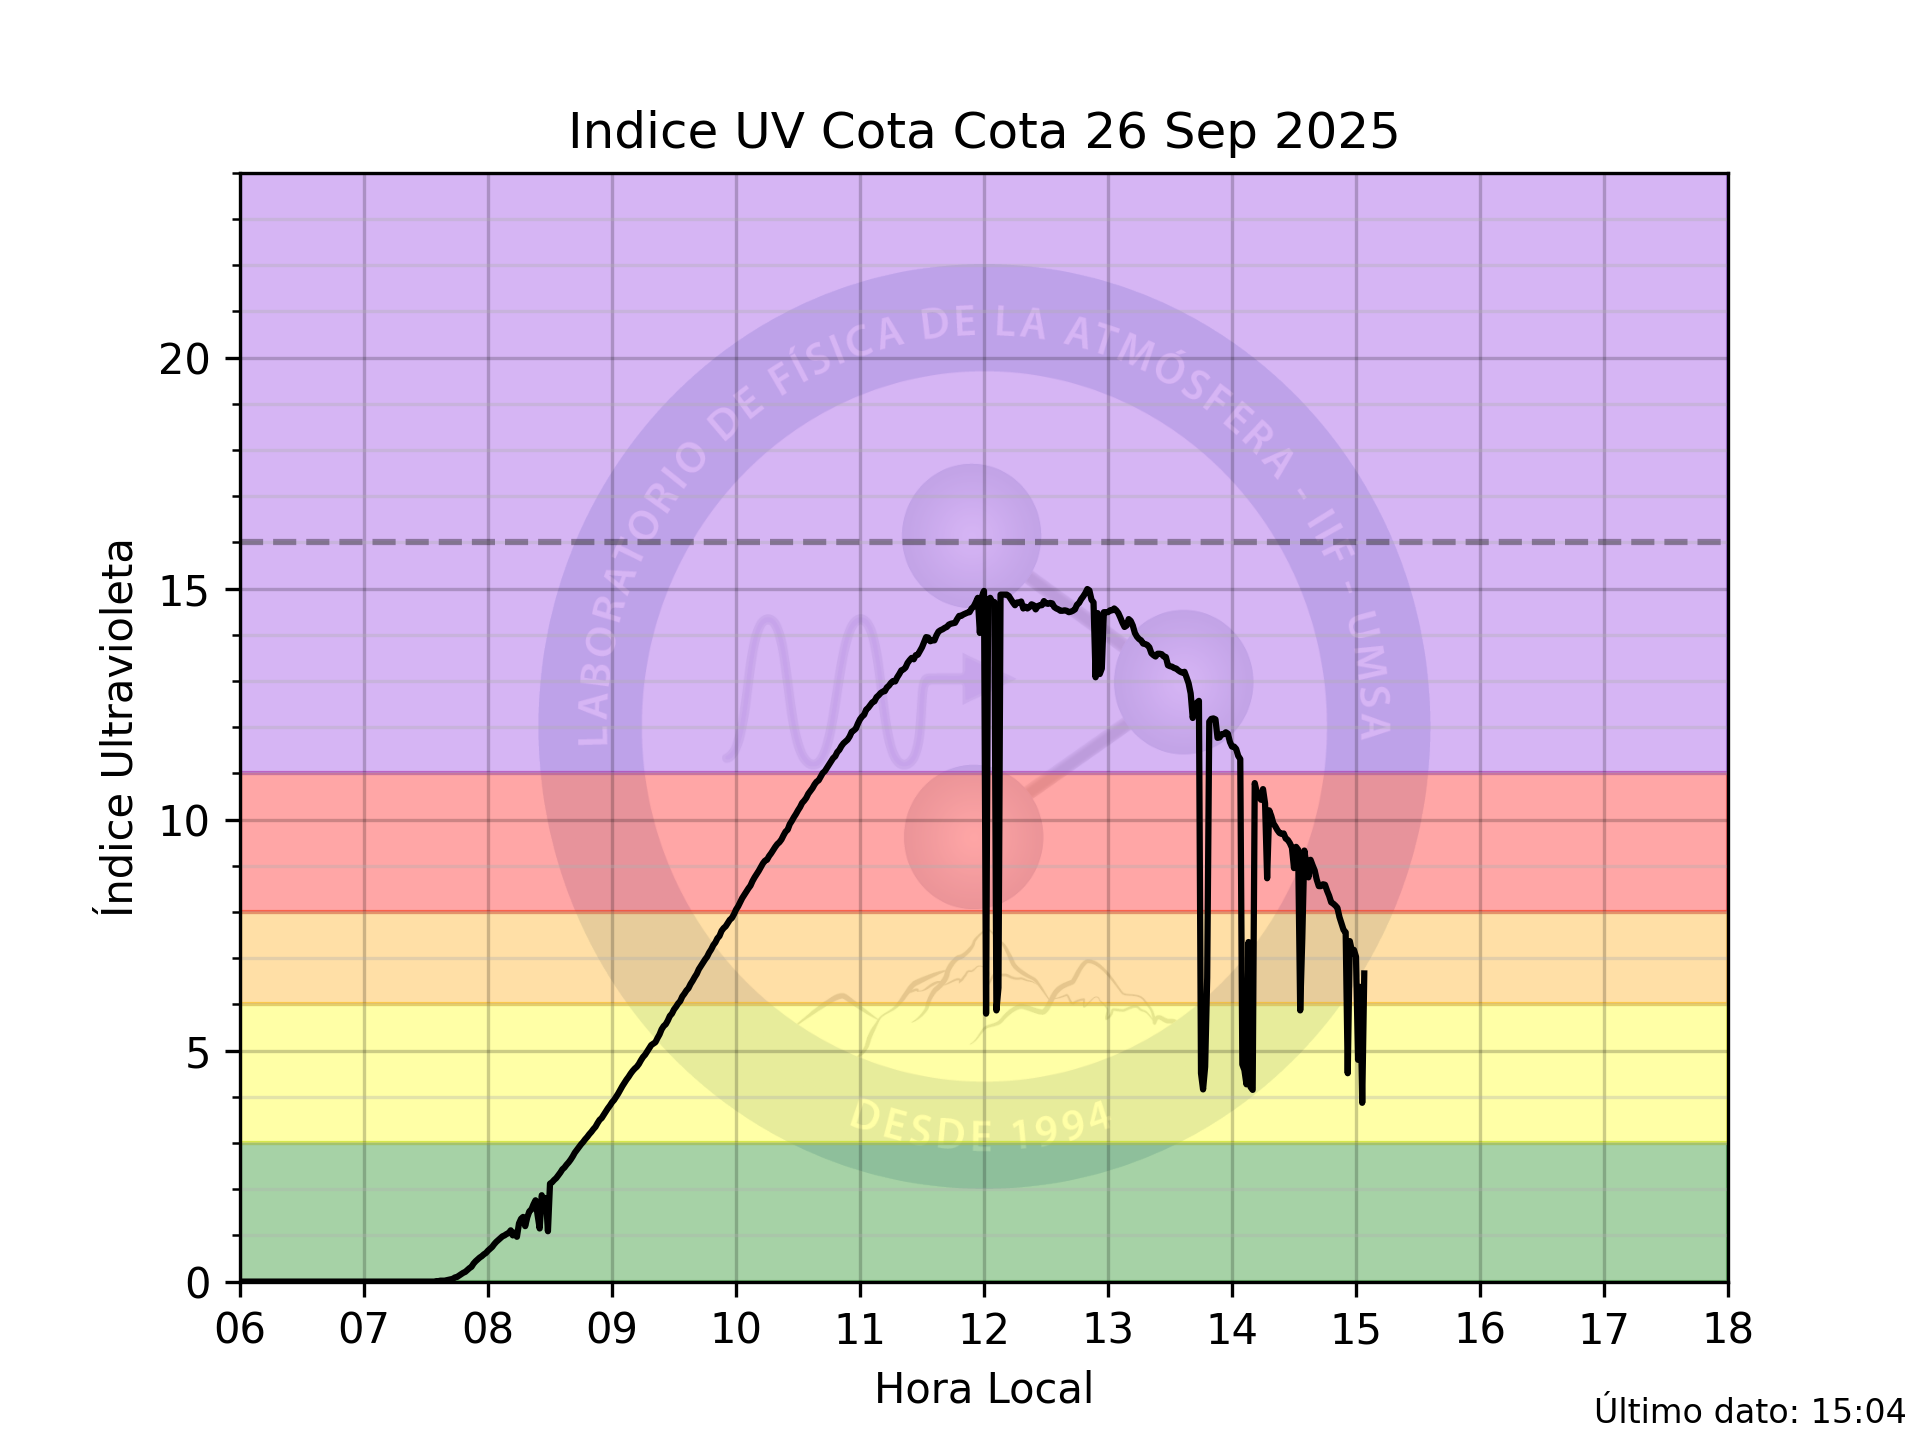 Indice UV Cota Cota 26 Sep 2025
LABORATORIO DE FÍSICA DE LA ATMÓSFERA - IIF - UMSA
DESDE 1994
Índice Ultravioleta
20
15
10
5
0
06 07 08 09 10 11 12 13 14 15 16 17 18
Hora Local
Último dato: 15:04